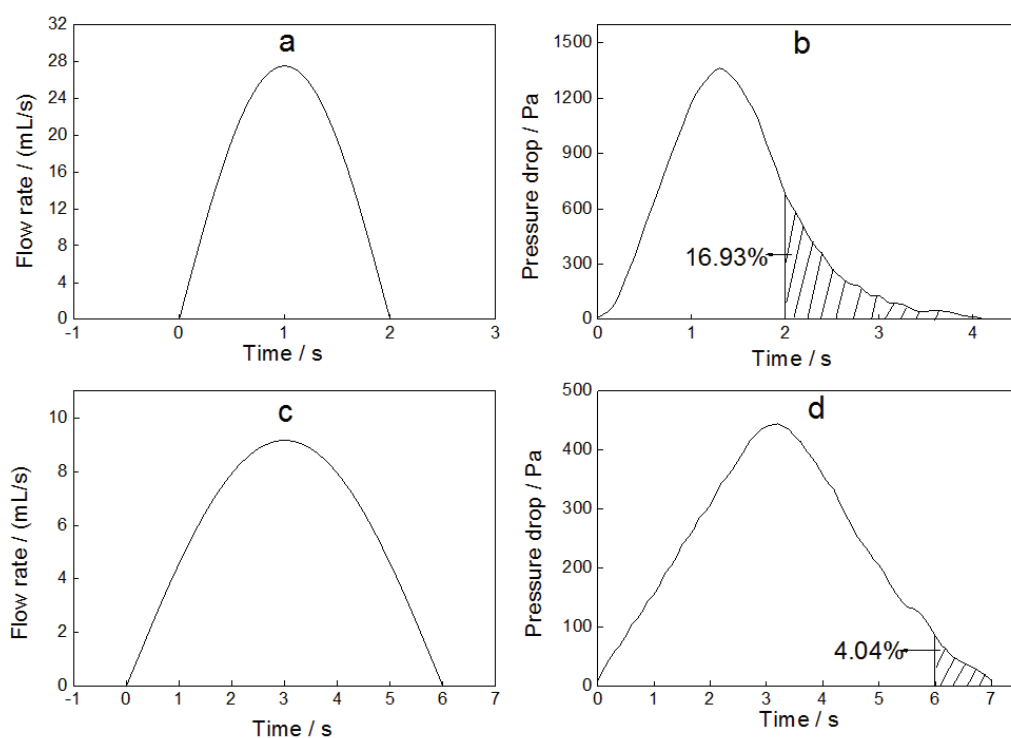 a
Flow rate / (mL/s)
32
28
24
20
16
12
8
4
0
-1 0 1 2 3
Time / s
b
Pressure drop / Pa
1500
1200
900
600
300
0
16.93%
0 1 2 3 4
Time / s
c
Flow rate / (mL/s)
10
8
6
4
2
0
-1 0 1 2 3 4 5 6 7
Time / s
d
Pressure drop / Pa
500
400
300
200
100
0
4.04%
0 1 2 3 4 5 6 7
Time / s